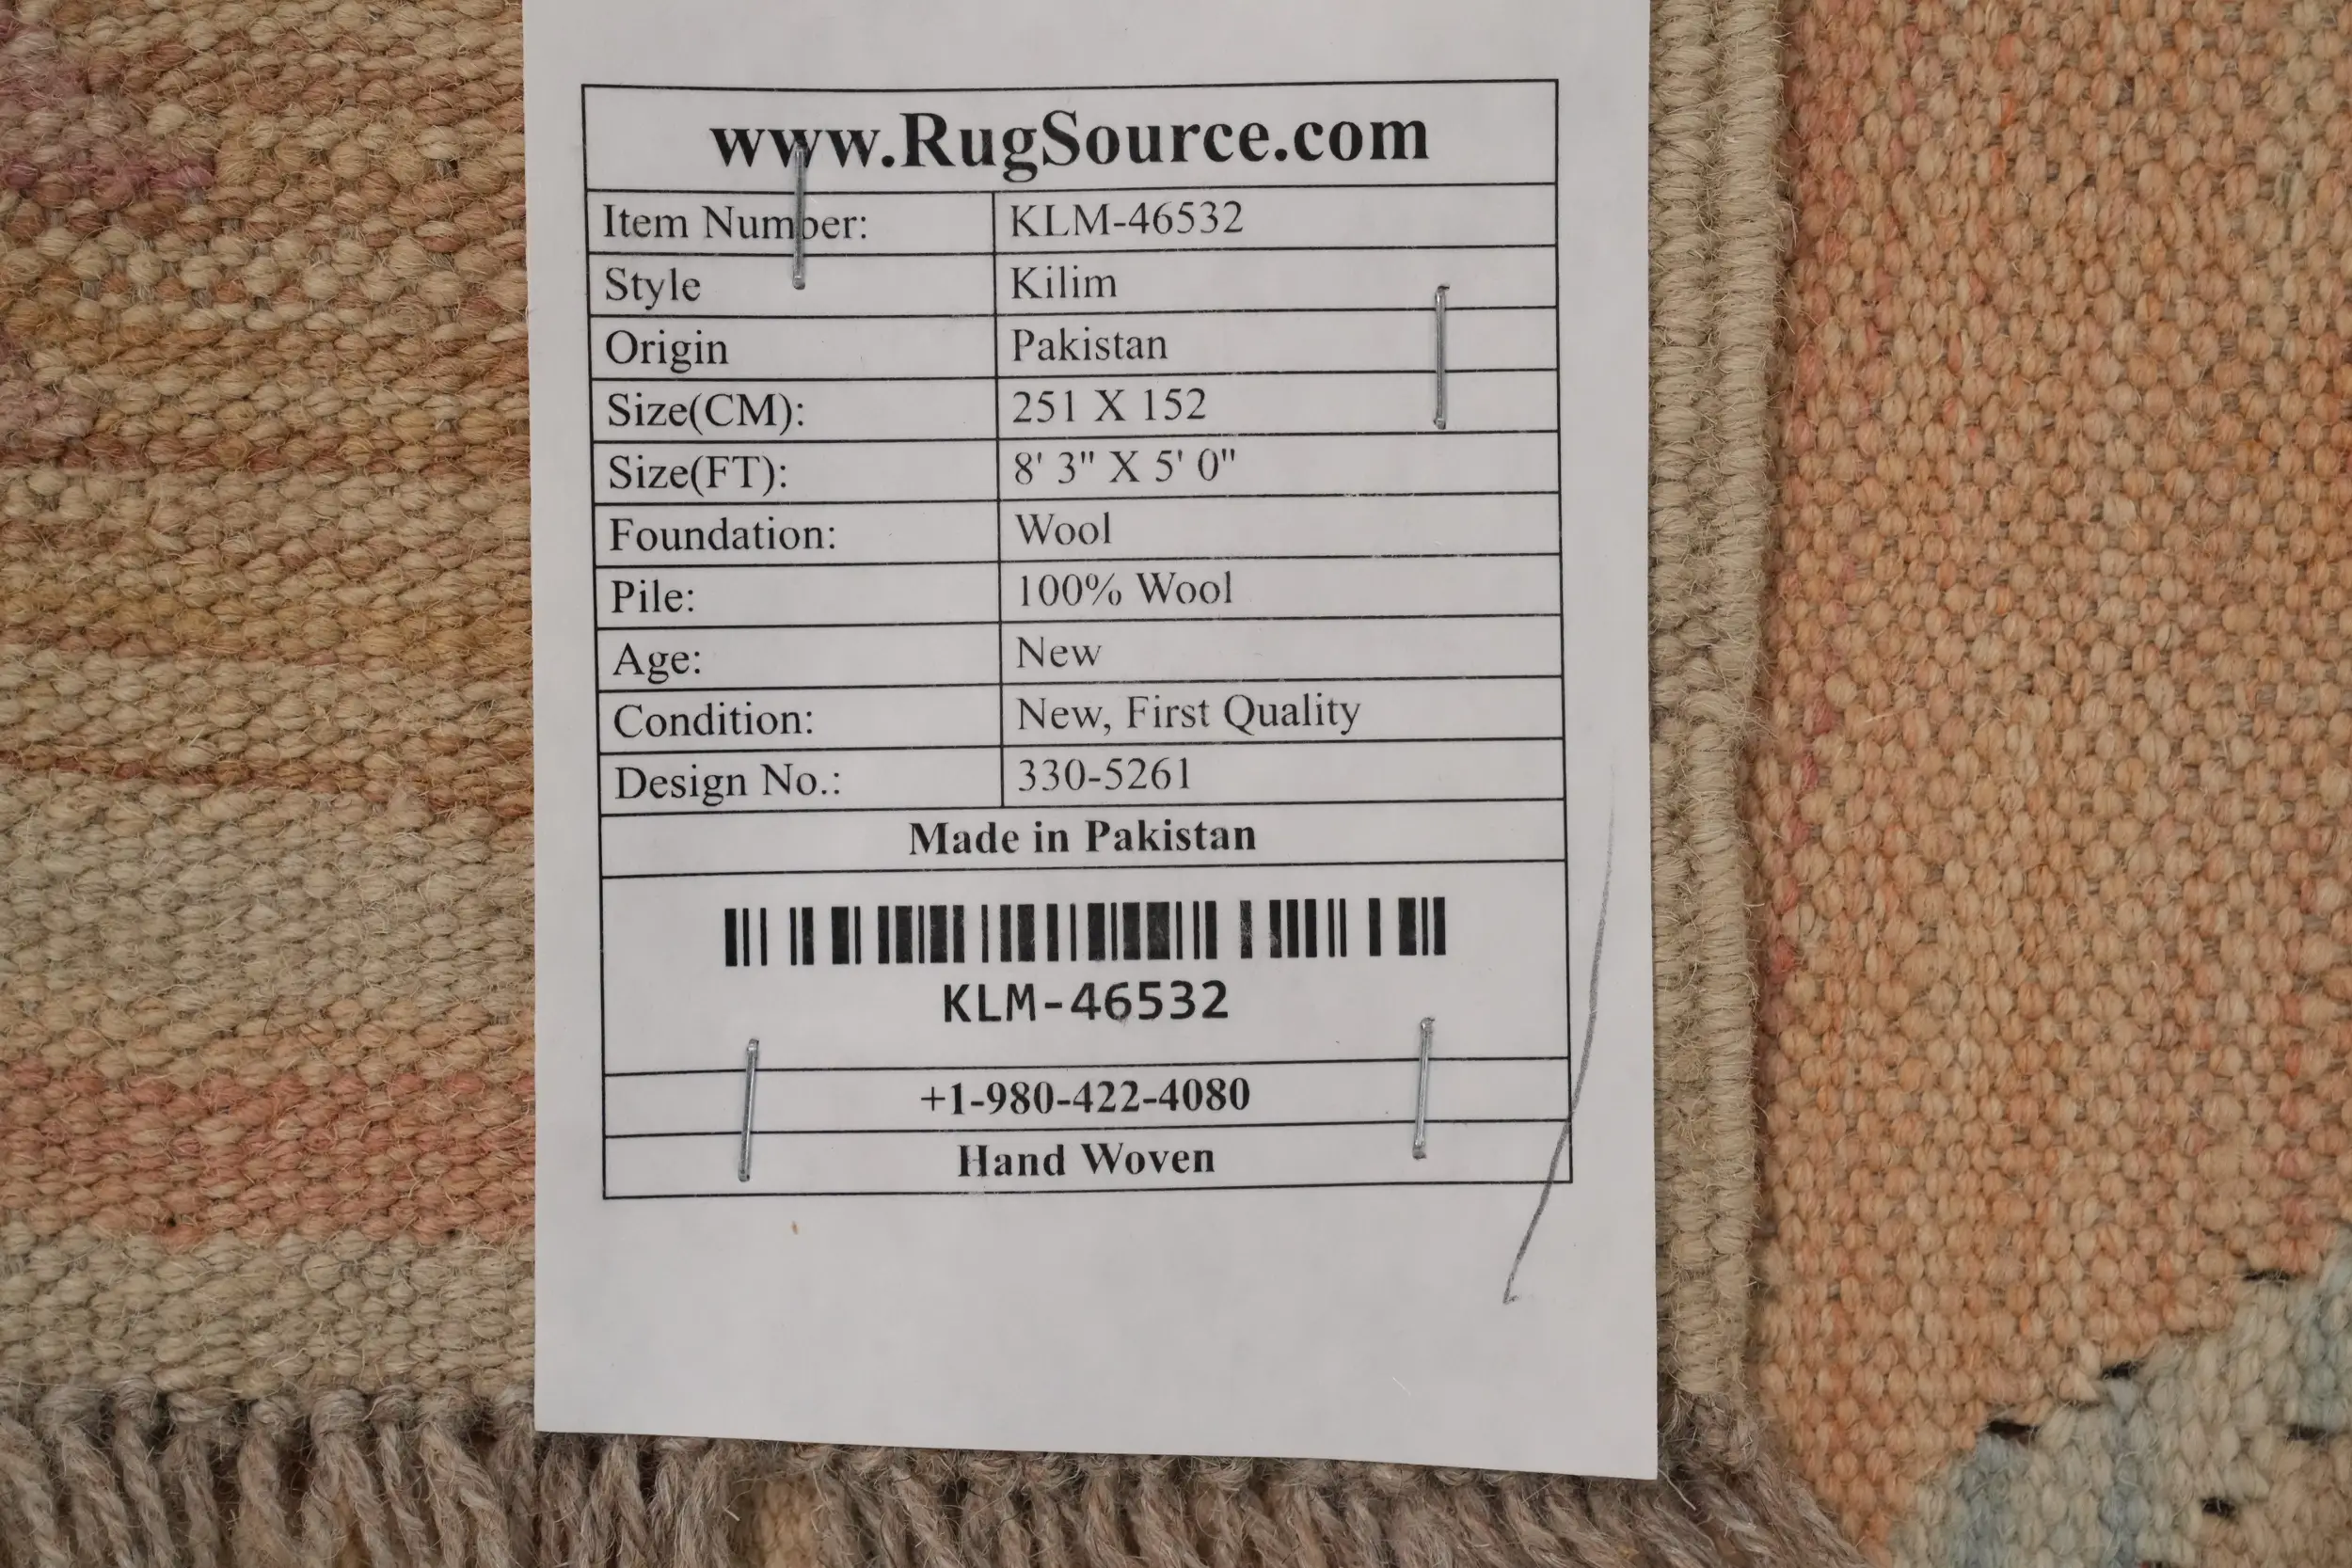 www.RugSource.com
Item Number: KLM-46532
Style Kilim
Origin Pakistan
Size(CM): 251 X 152
Size(FT): 8' 3" X 5' 0"
Foundation: Wool
Pile: 100% Wool
Age: New
Condition: New, First Quality
Design No.: 330-5261
Made in Pakistan
KLM-46532
+1-980-422-4080
Hand Woven